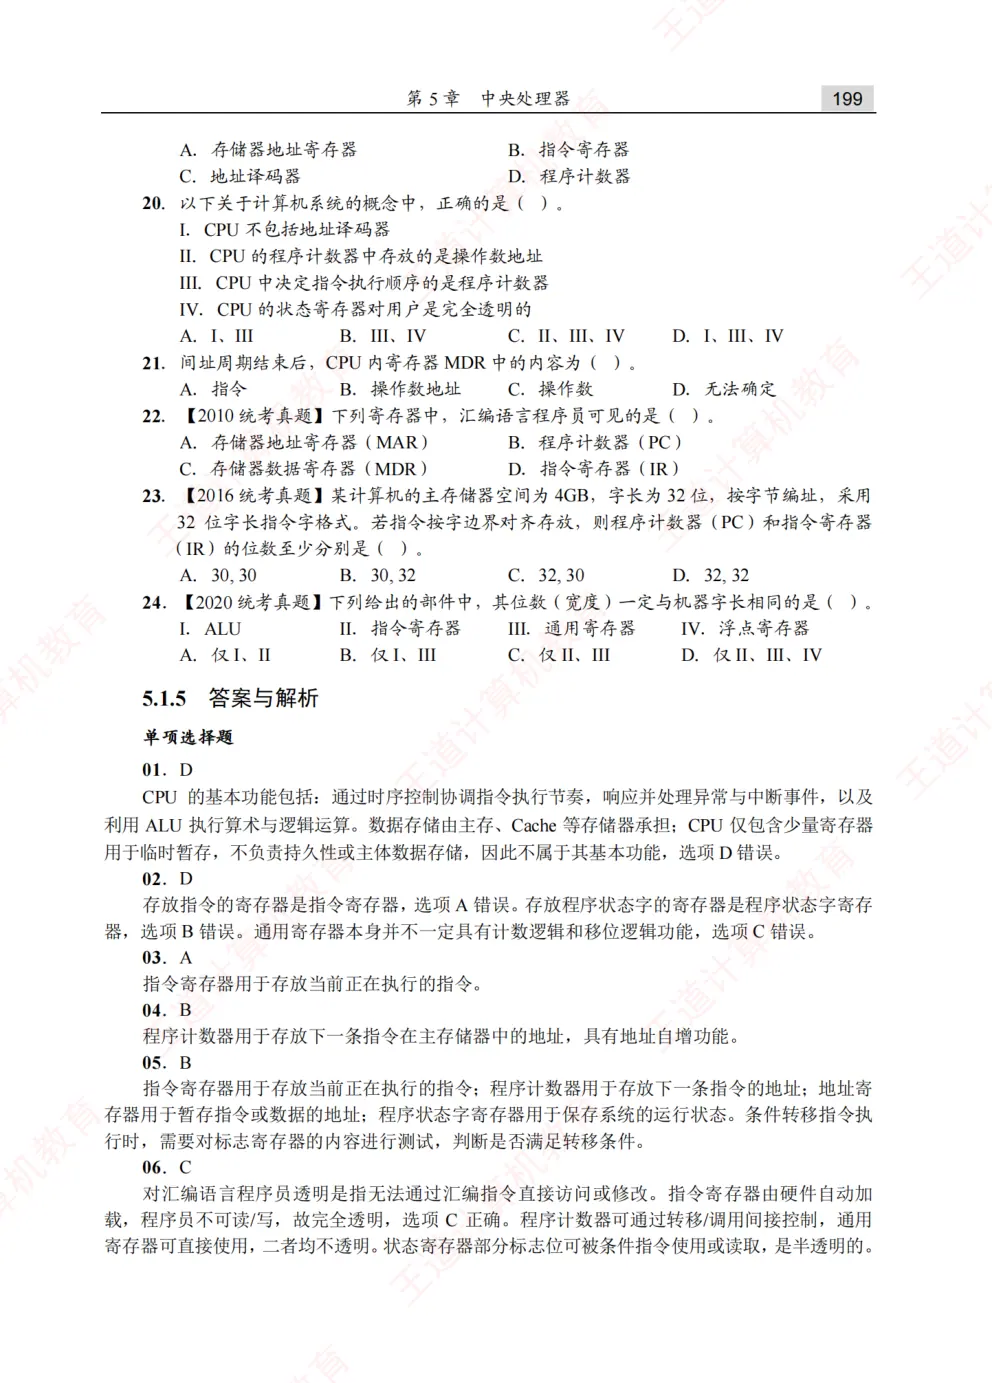 第 5 章 中央处理器 199
A. 存储器地址寄存器 B. 指令寄存器
C. 地址译码器 D. 程序计数器
20. 以下关于计算机系统的概念中，正确的是（ ）。
I. CPU 不包括地址译码器
II. CPU 的程序计数器中存放的是操作数地址
III. CPU 中决定指令执行顺序的是程序计数器
IV. CPU 的状态寄存器对用户是完全透明的
A. I、III B. III、IV C. II、III、IV D. I、III、IV
21. 间址周期结束后，CPU 内寄存器 MDR 中的内容为（ ）。
A. 指令 B. 操作数地址 C. 操作数 D. 无法确定
22. 【2010 统考真题】下列寄存器中，汇编语言程序员可见的是（ ）。
A. 存储器地址寄存器（MAR） B. 程序计数器（PC）
C. 存储器数据寄存器（MDR） D. 指令寄存器（IR）
23. 【2016 统考真题】某计算机的主存储器空间为 4GB，字长为 32 位，按字节编址，采用
32 位字长指令字格式。若指令按字边界对齐存放，则程序计数器（PC）和指令寄存器
（IR）的位数至少分别是（ ）。
A. 30, 30 B. 30, 32 C. 32, 30 D. 32, 32
24. 【2020 统考真题】下列给出的部件中，其位数（宽度）一定与机器字长相同的是（ ）。
I. ALU II. 指令寄存器 III. 通用寄存器 IV. 浮点寄存器
A. 仅 I、II B. 仅 I、III C. 仅 II、III D. 仅 II、III、IV
5.1.5 答案与解析
单项选择题
01. D
CPU 的基本功能包括：通过时序控制协调指令执行节奏，响应并处理异常与中断事件，以及
利用 ALU 执行算术与逻辑运算。数据存储由主存、Cache 等存储器承担；CPU 仅包含少量寄存器
用于临时暂存，不负责持久性或主体数据存储，因此不属于其基本功能，选项 D 错误。
02. D
存放指令的寄存器是指令寄存器，选项 A 错误。存放程序状态字的寄存器是程序状态字寄存
器，选项 B 错误。通用寄存器本身并不一定具有计数逻辑和移位逻辑功能，选项 C 错误。
03. A
指令寄存器用于存放当前正在执行的指令。
04. B
程序计数器用于存放下一条指令在主存储器中的地址，具有地址自增功能。
05. B
指令寄存器用于存放当前正在执行的指令；程序计数器用于存放下一条指令的地址；地址寄
存器用于暂存指令或数据的地址；程序状态字寄存器用于保存系统的运行状态。条件转移指令执
行时，需要对标志寄存器的内容进行测试，判断是否满足转移条件。
06. C
对汇编语言程序员透明是指无法通过汇编指令直接访问或修改。指令寄存器由硬件自动加
载，程序员不可读/写，故完全透明，选项 C 正确。程序计数器可通过转移/调用间接控制，通用
寄存器可直接使用，二者均不透明。状态寄存器部分标志位可被条件指令使用或读取，是半透明的。